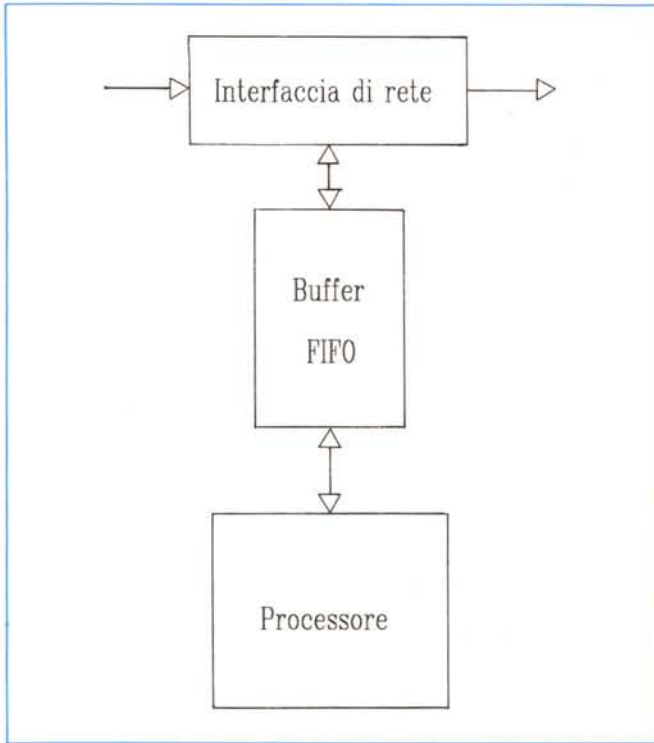 Interfaccia di rete
Buffer
FIFO
Processore